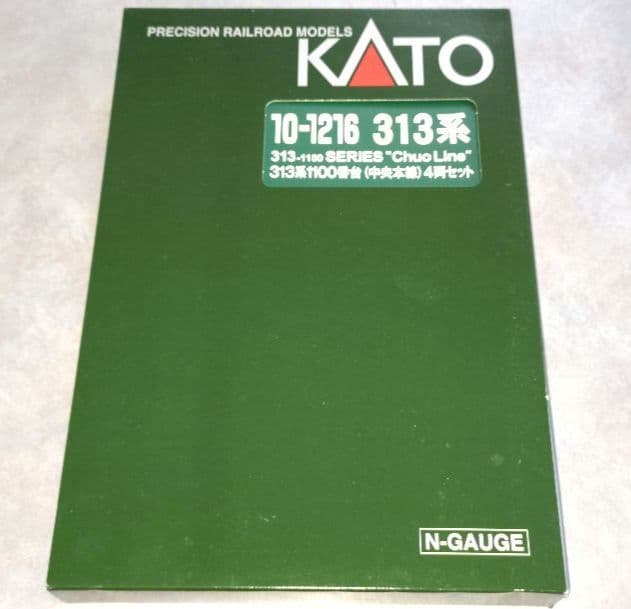 PRECISION RAILROAD MODELS
KATO
10-1216 313系
313-1100 SERIES "Chuo Line"
313系1100番台(中央本線)4両セット
N-GAUGE